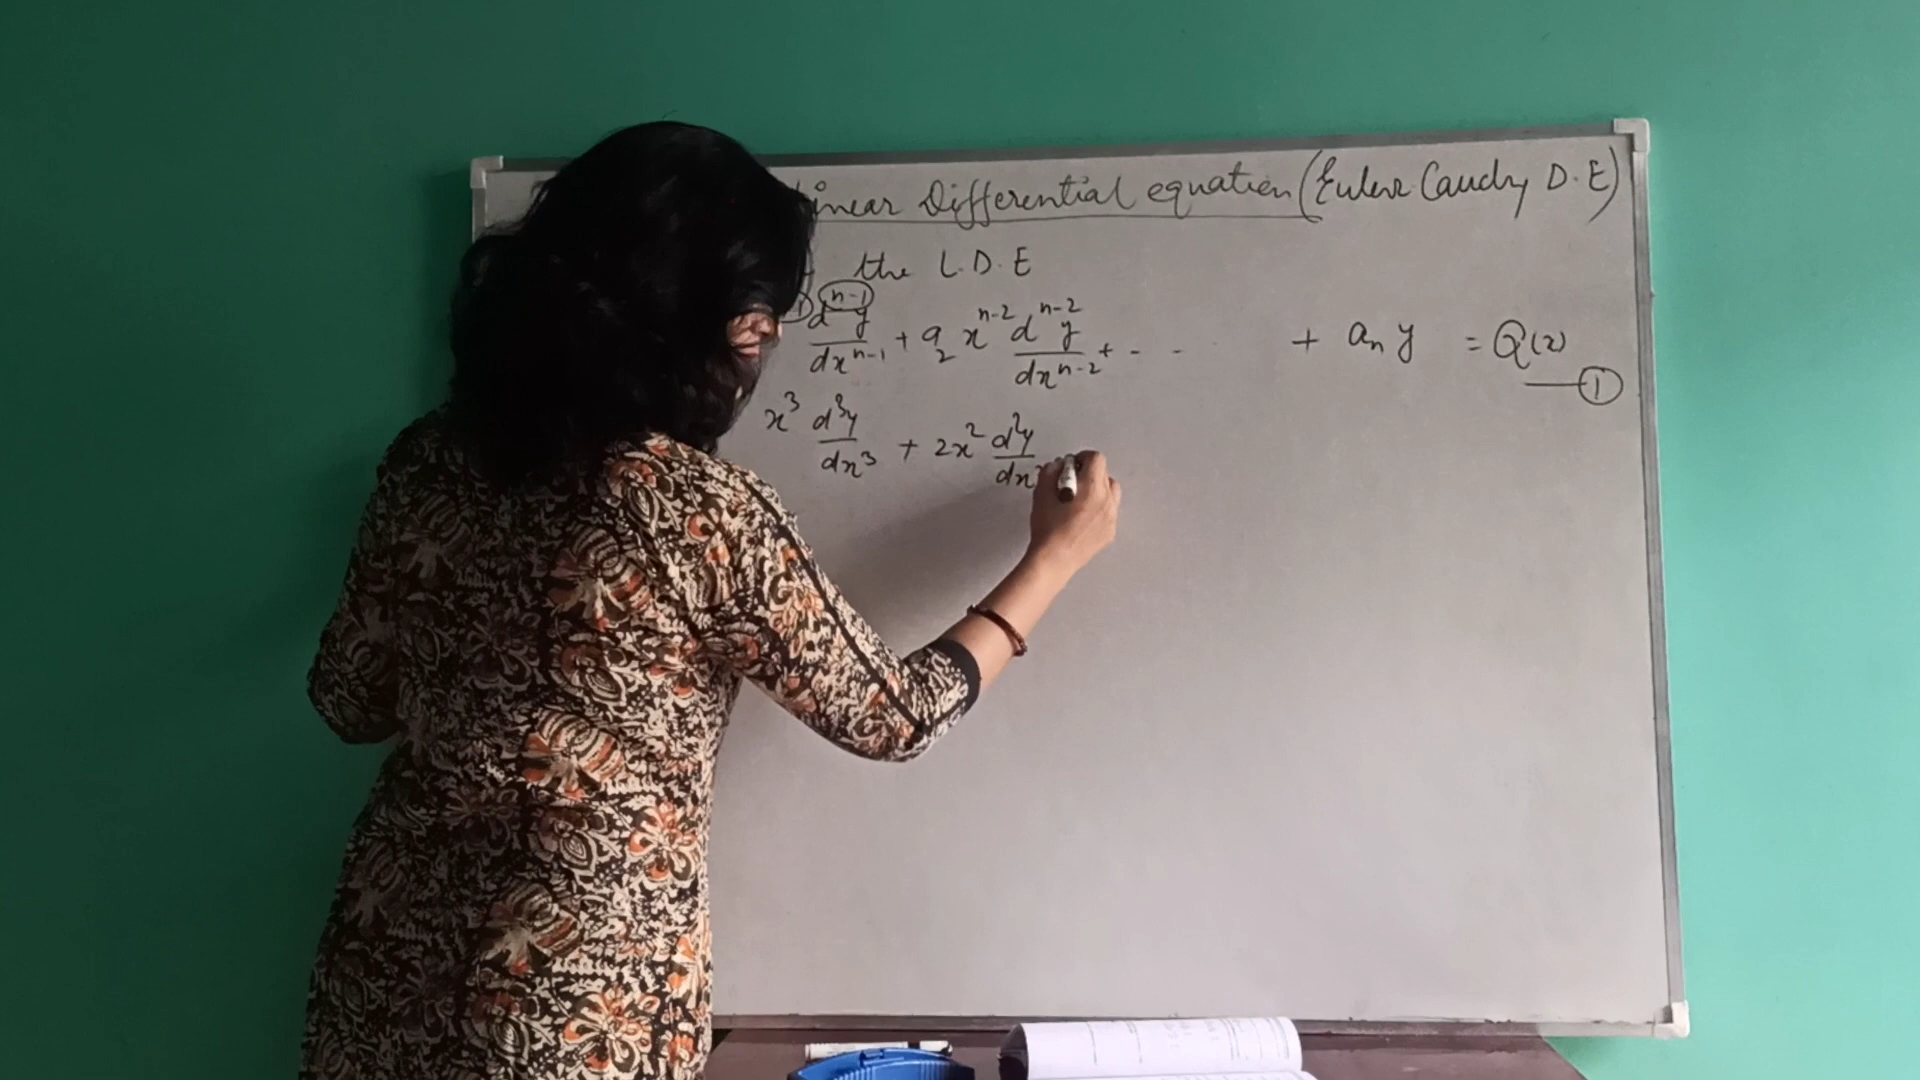 inear Differential equation (Euler Cauchy D.E)
the L.D.E
d^{n-1}y/dx^{n-1} + a_2 x^{n-2} d^{n-2}y/dx^{n-2} + - - + a_n y = Q(x) —①
x^3 d^3y/dx^3 + 2x^2 d^2y/dx